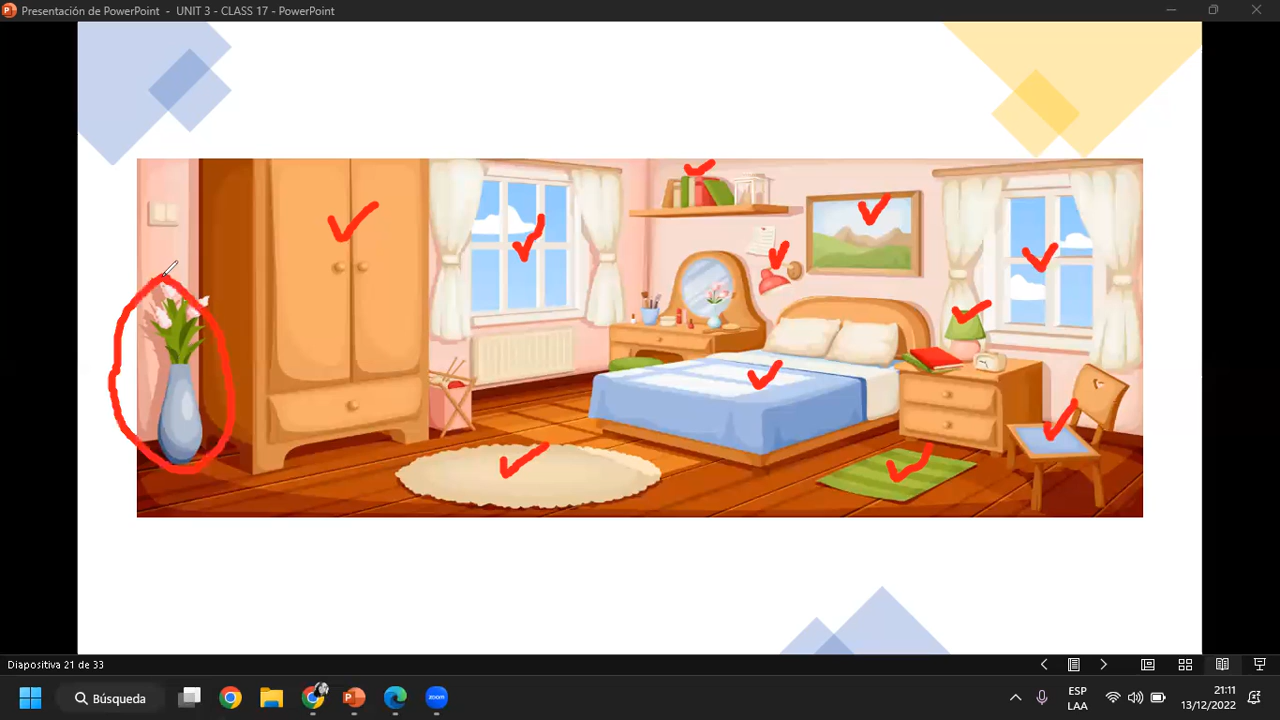 Presentación de PowerPoint - UNIT 3 - CLASS 17 - PowerPoint
Diapositiva 21 de 33
Búsqueda
zoom
ESP
LAA
21:11
13/12/2022